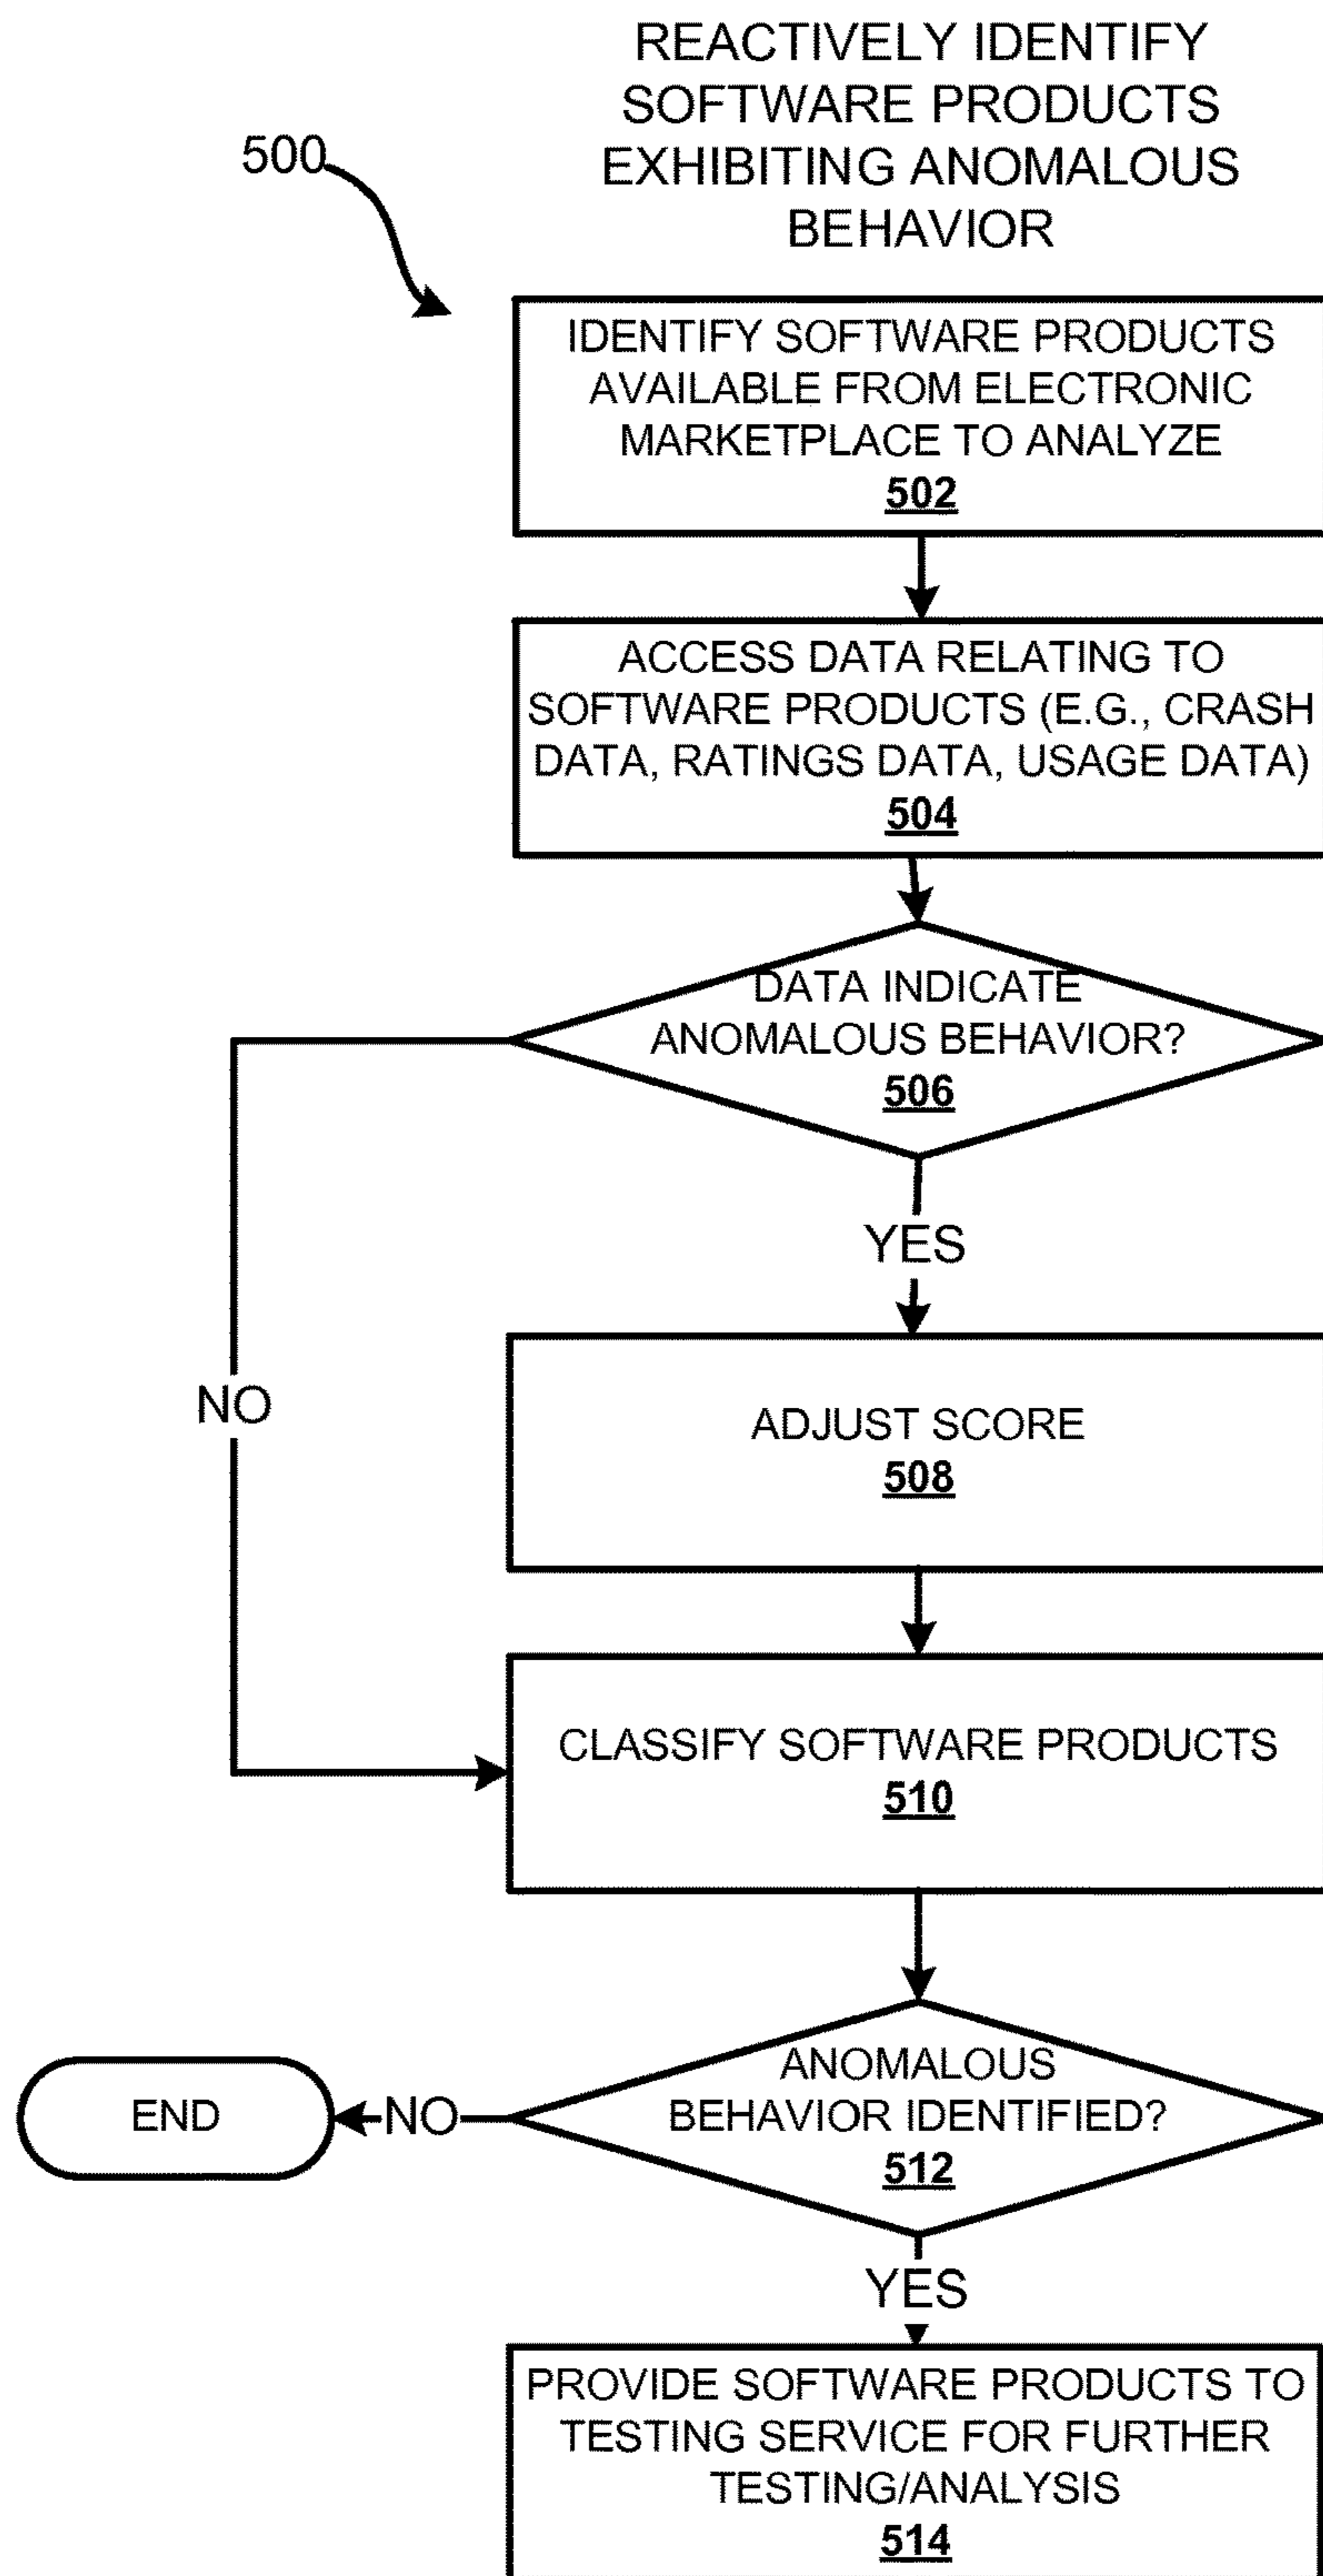 REACTIVELY IDENTIFY
SOFTWARE PRODUCTS
EXHIBITING ANOMALOUS
BEHAVIOR
500
IDENTIFY SOFTWARE PRODUCTS
AVAILABLE FROM ELECTRONIC
MARKETPLACE TO ANALYZE
502
ACCESS DATA RELATING TO
SOFTWARE PRODUCTS (E.G., CRASH
DATA, RATINGS DATA, USAGE DATA)
504
DATA INDICATE
ANOMALOUS BEHAVIOR?
506
YES
NO
ADJUST SCORE
508
CLASSIFY SOFTWARE PRODUCTS
510
ANOMALOUS
BEHAVIOR IDENTIFIED?
512
NO
END
YES
PROVIDE SOFTWARE PRODUCTS TO
TESTING SERVICE FOR FURTHER
TESTING/ANALYSIS
514